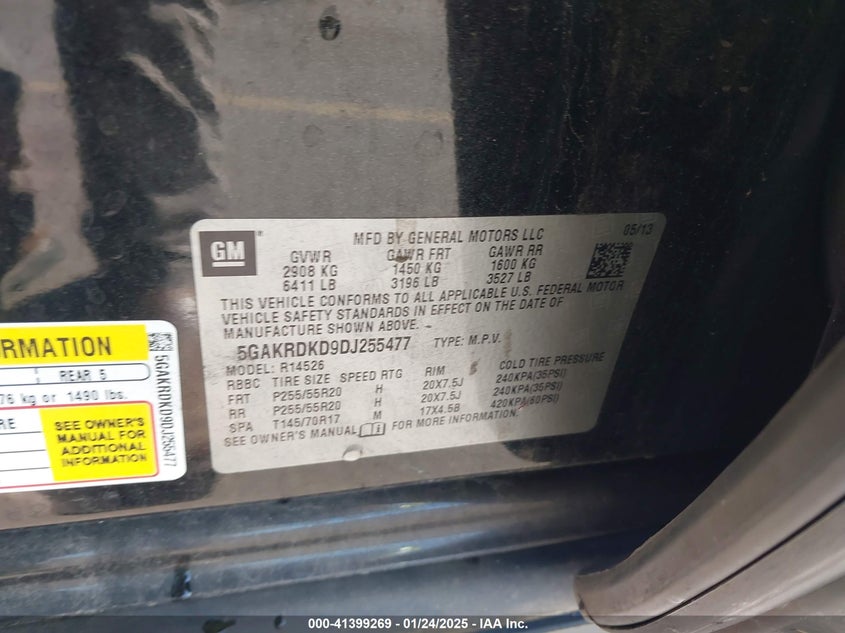 GM
MFD BY GENERAL MOTORS LLC 05/13
GVWR GAWR FRT GAWR RR
2908 KG 1450 KG 1600 KG
6411 LB 3196 LB 3527 LB
THIS VEHICLE CONFORMS TO ALL APPLICABLE U.S. FEDERAL MOTOR
VEHICLE SAFETY STANDARDS IN EFFECT ON THE DATE OF
MANUFACTURE SHOWN ABOVE.
5GAKRDKD9DJ255477 TYPE: M.P.V.
MODEL: R14526
RBBC TIRE SIZE SPEED RTG RIM COLD TIRE PRESSURE
FRT P255/55R20 H 20X7.5J 240KPA(35PSI)
RR P255/55R20 H 20X7.5J 240KPA(35PSI)
SPA T145/70R17 M 17X4.5B 420KPA(60PSI)
SEE OWNER'S MANUAL FOR MORE INFORMATION.
ORMATION
REAR 5
76 kg or 1490 lbs.
RE
SEE OWNER'S
MANUAL FOR
ADDITIONAL
INFORMATION
5GAKRDKD9DJ255477
000-41399269 - 01/24/2025 - IAA Inc.